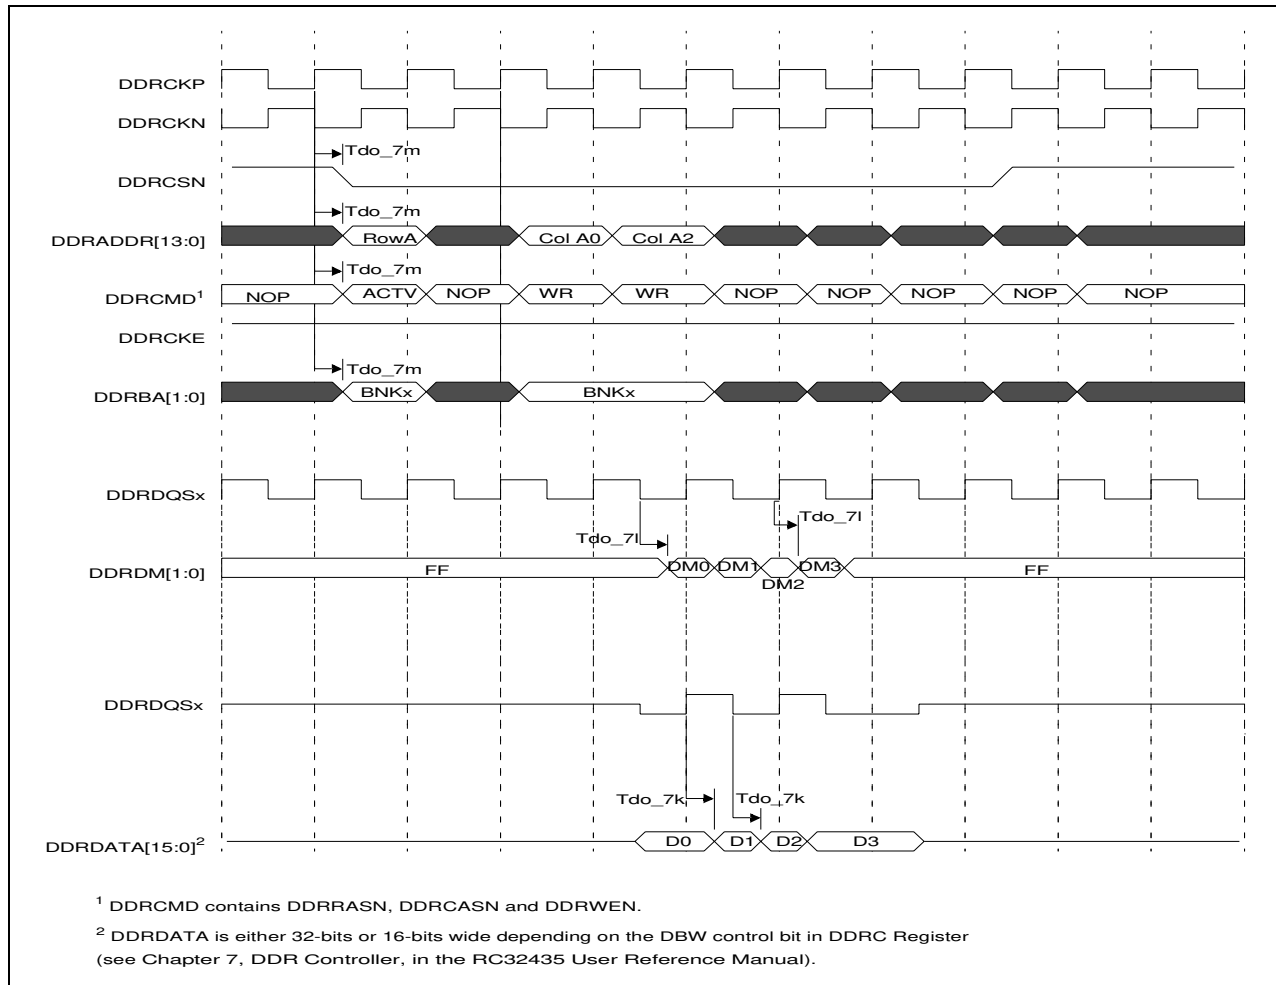 DDRCKP
DDRCKN
Tdo_7m
DDRCSN
Tdo_7m
DDRADDR[13:0] RowA Col A0 Col A2
Tdo_7m
DDRCMD1 NOP ACTV NOP WR WR NOP NOP NOP NOP NOP
DDRCKE
Tdo_7m
DDRBA[1:0] BNKx BNKx
DDRDQSx
Tdo_7l
Tdo_7l
DDRDM[1:0] FF DM0 DM1 DM2 DM3 FF
DDRDQSx
Tdo_7k Tdo_7k
DDRDATA[15:0]2 D0 D1 D2 D3
1 DDRCMD contains DDRRASN, DDRCASN and DDRWEN.
2 DDRDATA is either 32-bits or 16-bits wide depending on the DBW control bit in DDRC Register
(see Chapter 7, DDR Controller, in the RC32435 User Reference Manual).